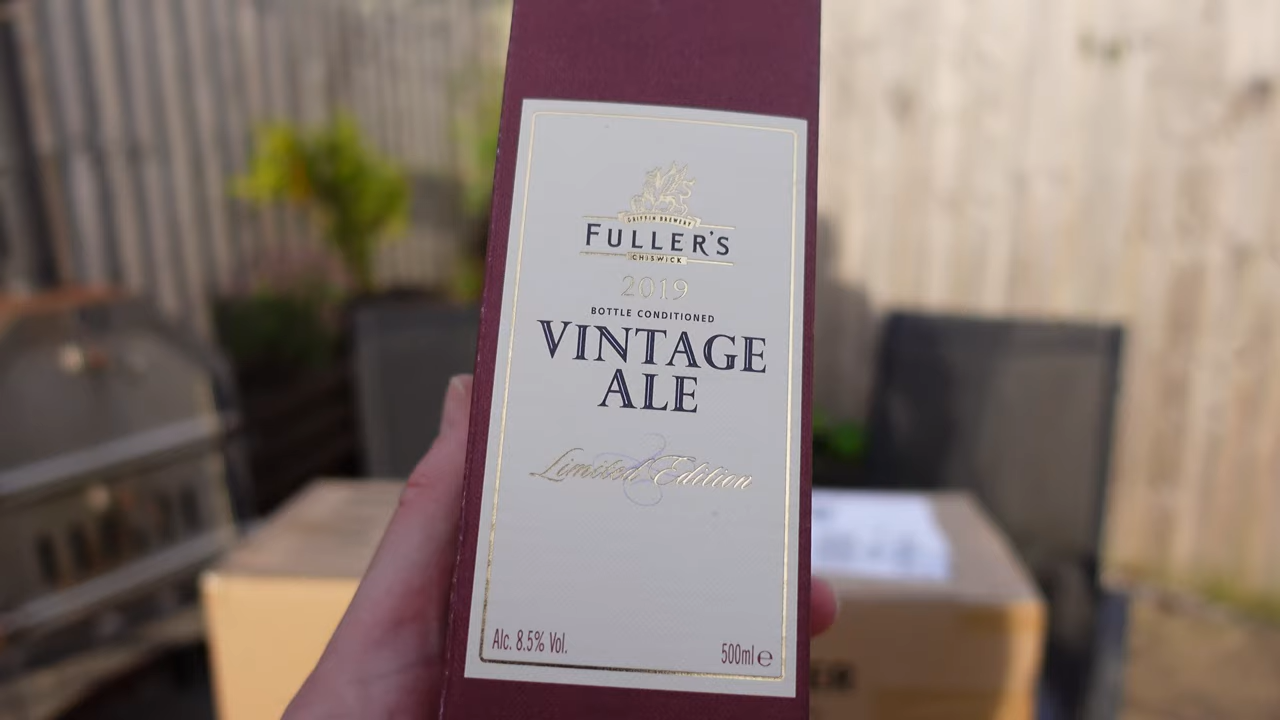 GRIFFIN BREWERY
FULLER'S
CHISWICK
2019
BOTTLE CONDITIONED
VINTAGE
ALE
Limited Edition
Alc. 8.5% Vol.
500ml e